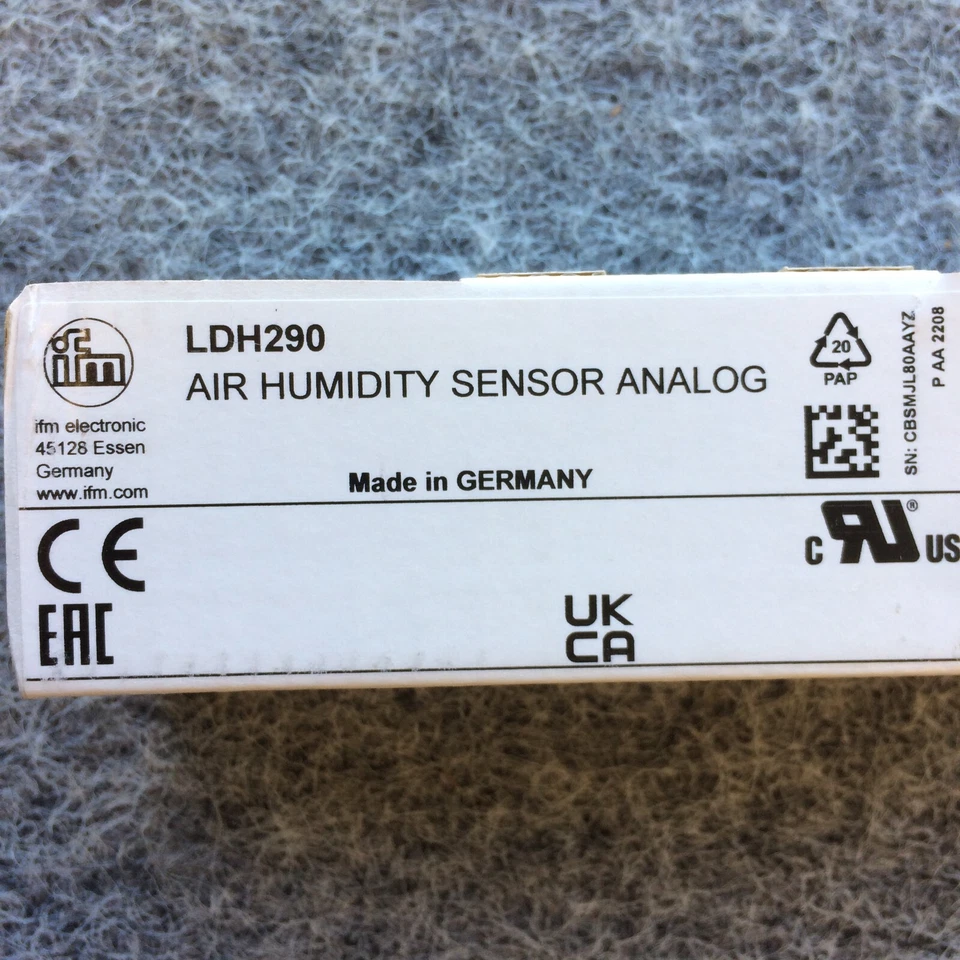 ifm
ifm electronic
45128 Essen
Germany
www.ifm.com
LDH290
AIR HUMIDITY SENSOR ANALOG
Made in GERMANY
20
PAP
SN: CBSMJL80AAYZ
P AA 2208
CE
EAC
UK
CA
c RU® US